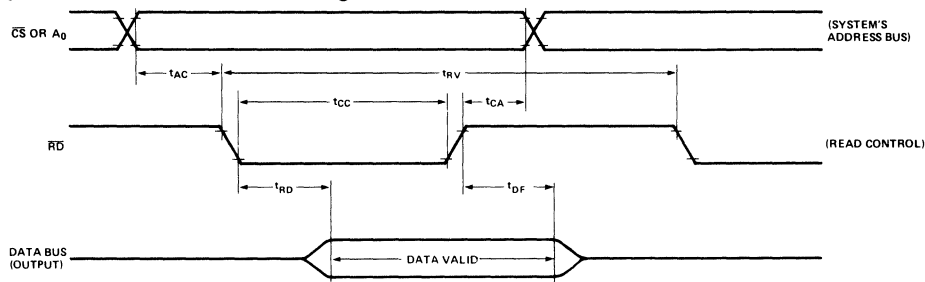 CS OR A0
(SYSTEM'S
ADDRESS BUS)
tAC
tRV
tCC
tCA
RD
(READ CONTROL)
tRD
tDF
DATA BUS
(OUTPUT)
DATA VALID